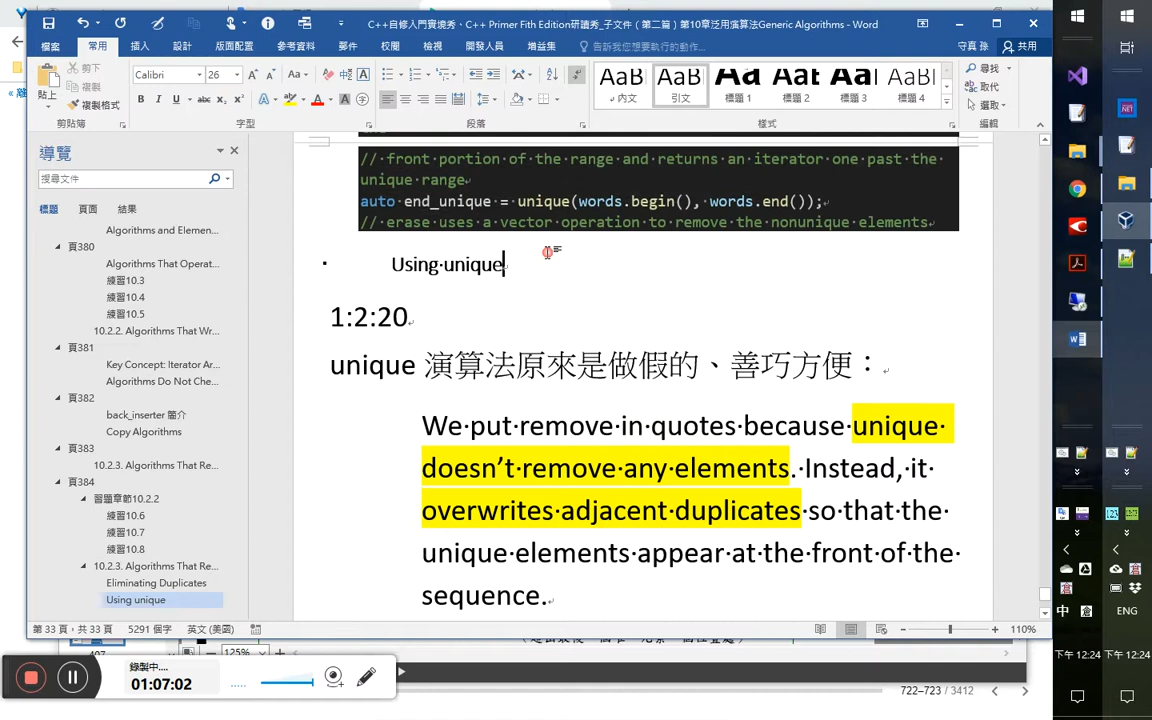 C++自修入門實境秀、C++ Primer Fith Edition研讀秀_子文件（第二篇）第10章泛用演算法Generic Algorithms - Word
檔案 常用 插入 設計 版面配置 參考資料 郵件 校閱 檢視 開發人員 增益集 告訴我您想要執行的動作... 守真 孫 共用
貼上 剪下 複製 複製格式
Calibri 26
AaBb 內文 AaBb 引文 Aa 標題 1 AaB 標題 2 AaB 標題 3 AaBb 標題 4
尋找 取代 選取
剪貼簿 字型 段落 樣式 編輯
導覽
搜尋文件
標題 頁面 結果
Algorithms and Elemen...
頁380
Algorithms That Operat...
練習10.3
練習10.4
練習10.5
10.2.2. Algorithms That Wr...
頁381
Key Concept: Iterator Ar...
Algorithms Do Not Che...
頁382
back_inserter 簡介
Copy Algorithms
頁383
10.2.3. Algorithms That Re...
頁384
習題章節10.2.2
練習10.6
練習10.7
練習10.8
10.2.3. Algorithms That Re...
Eliminating Duplicates
Using unique
// front portion of the range and returns an iterator one past the
unique range
auto end_unique = unique(words.begin(), words.end());
// erase uses a vector operation to remove the nonunique elements
Using unique
1:2:20
unique 演算法原來是做假的、善巧方便：
We put remove in quotes because unique
doesn’t remove any elements. Instead, it
overwrites adjacent duplicates so that the
unique elements appear at the front of the
sequence.
第 33 頁，共 33 頁 5291 個字 英文 (美國) 110%
407 125%
錄製中....
01:07:02
722–723 / 3412
中 倉 ENG
下午 12:24 下午 12:24